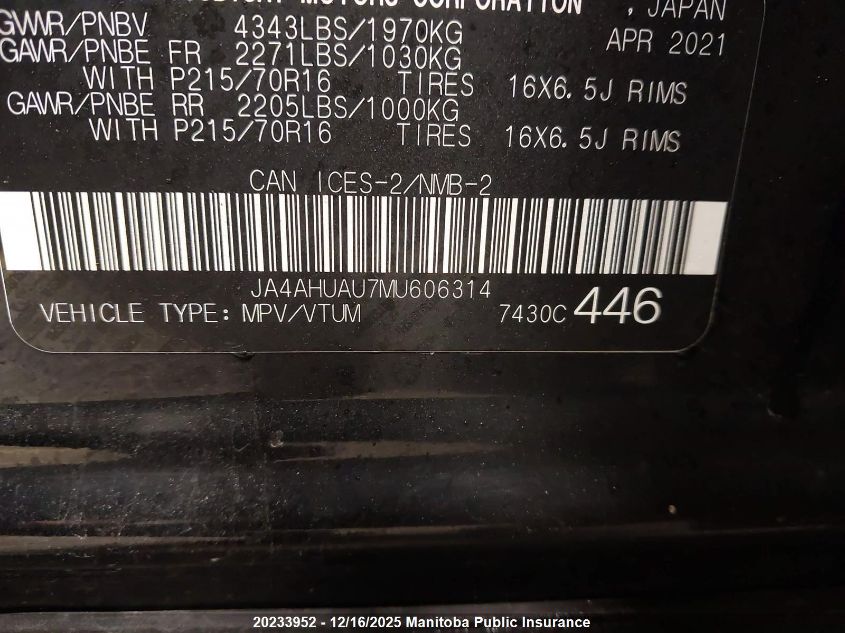 MOTORS CORPORATION , JAPAN
GVWR/PNBV 4343LBS/1970KG APR 2021
GAWR/PNBE FR 2271LBS/1030KG
WITH P215/70R16 TIRES 16X6.5J RIMS
GAWR/PNBE RR 2205LBS/1000KG
WITH P215/70R16 TIRES 16X6.5J RIMS
CAN ICES-2/NMB-2
JA4AHUAU7MU606314
VEHICLE TYPE: MPV/VTUM 7430C 446
20233952 - 12/16/2025 Manitoba Public Insurance